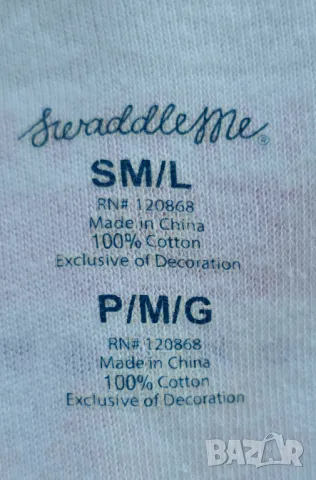 SwaddleMe®
SM/L
RN# 120868
Made in China
100% Cotton
Exclusive of Decoration
P/M/G
RN# 120868
Made in China
100% Cotton
Exclusive of Decoration
BAZAR